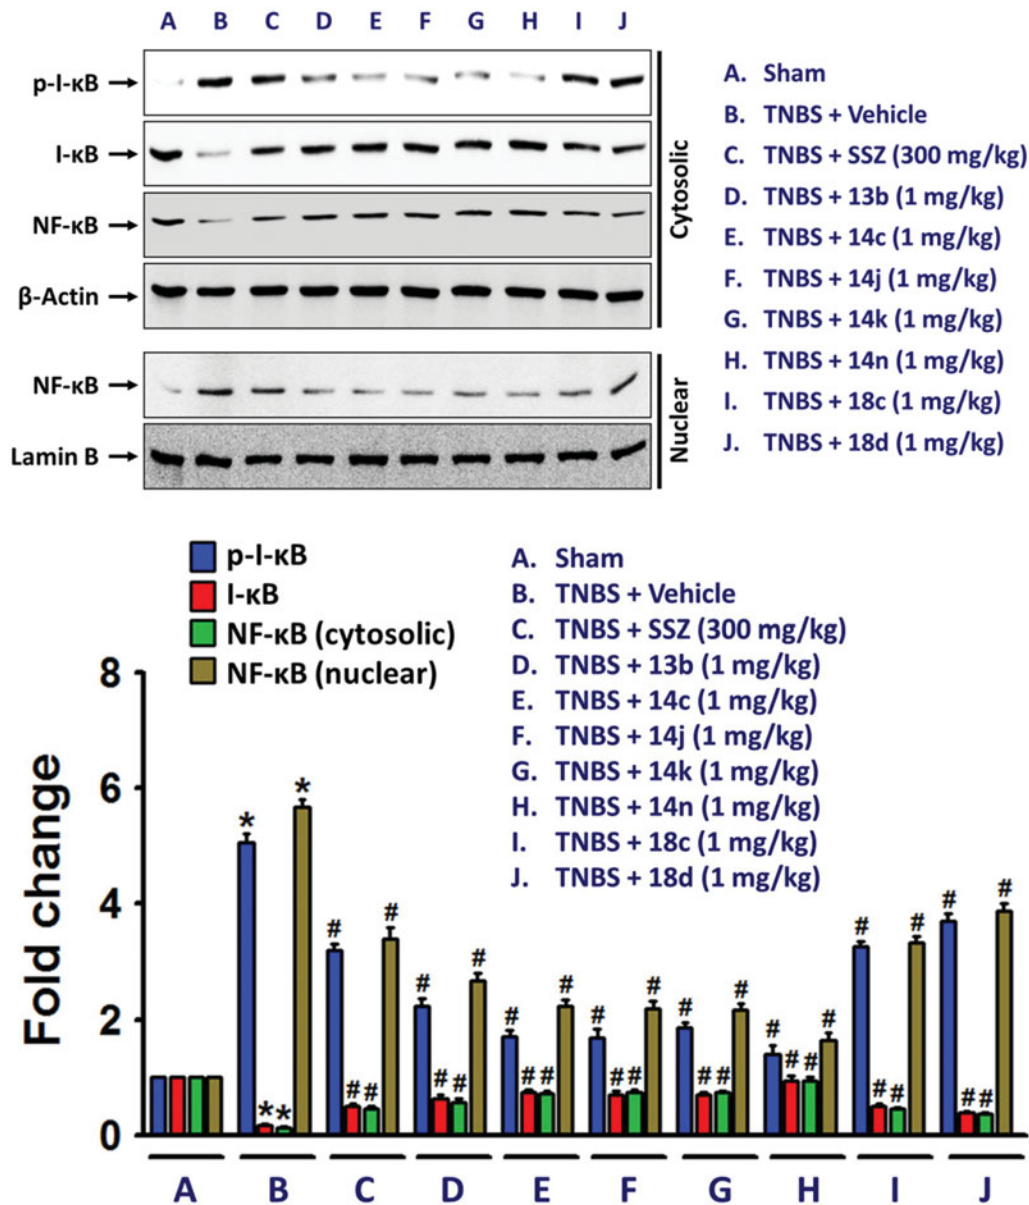 A B C D E F G H I J
p-I-κB
I-κB
NF-κB
β-Actin
Cytosolic
NF-κB
Lamin B
Nuclear
A. Sham
B. TNBS + Vehicle
C. TNBS + SSZ (300 mg/kg)
D. TNBS + 13b (1 mg/kg)
E. TNBS + 14c (1 mg/kg)
F. TNBS + 14j (1 mg/kg)
G. TNBS + 14k (1 mg/kg)
H. TNBS + 14n (1 mg/kg)
I. TNBS + 18c (1 mg/kg)
J. TNBS + 18d (1 mg/kg)
p-I-κB
I-κB
NF-κB (cytosolic)
NF-κB (nuclear)
A. Sham
B. TNBS + Vehicle
C. TNBS + SSZ (300 mg/kg)
D. TNBS + 13b (1 mg/kg)
E. TNBS + 14c (1 mg/kg)
F. TNBS + 14j (1 mg/kg)
G. TNBS + 14k (1 mg/kg)
H. TNBS + 14n (1 mg/kg)
I. TNBS + 18c (1 mg/kg)
J. TNBS + 18d (1 mg/kg)
Fold change
8
6
4
2
0
* * * *
# # # #
# # # #
# # # #
# # # #
# # # #
# # # #
# # # #
# # # #
A B C D E F G H I J